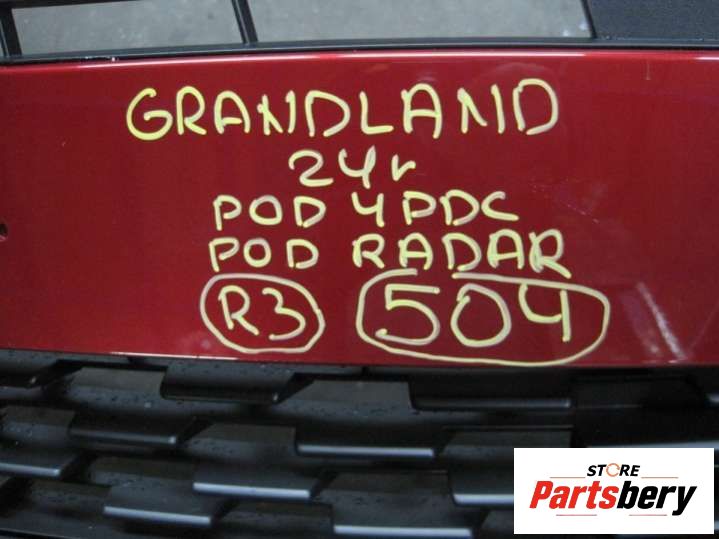 GRANDLAND
24r
POD 4PDC
POD RADAR
R3 504
STORE
Partsbery